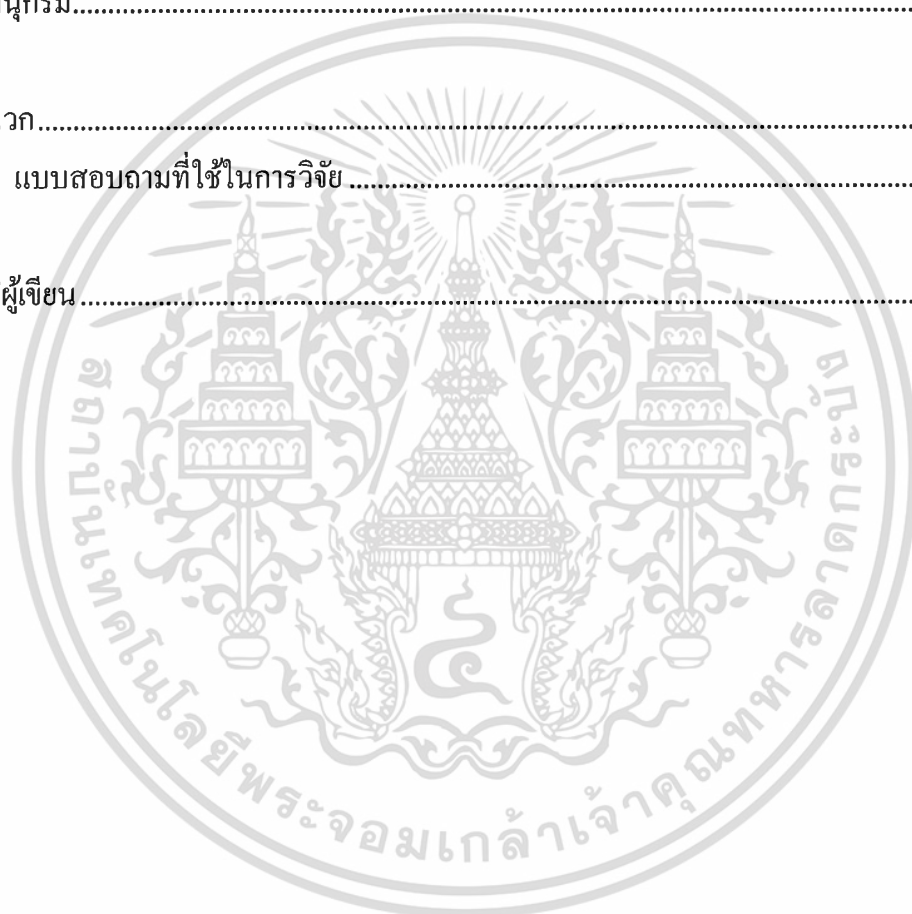 นุกรม
วก
แบบสอบถามที่ใช้ในการวิจัย
ผู้เขียน
สถาบันเทคโนโลยีพระจอมเกล้าเจ้าคุณทหารลาดกระบัง
๔